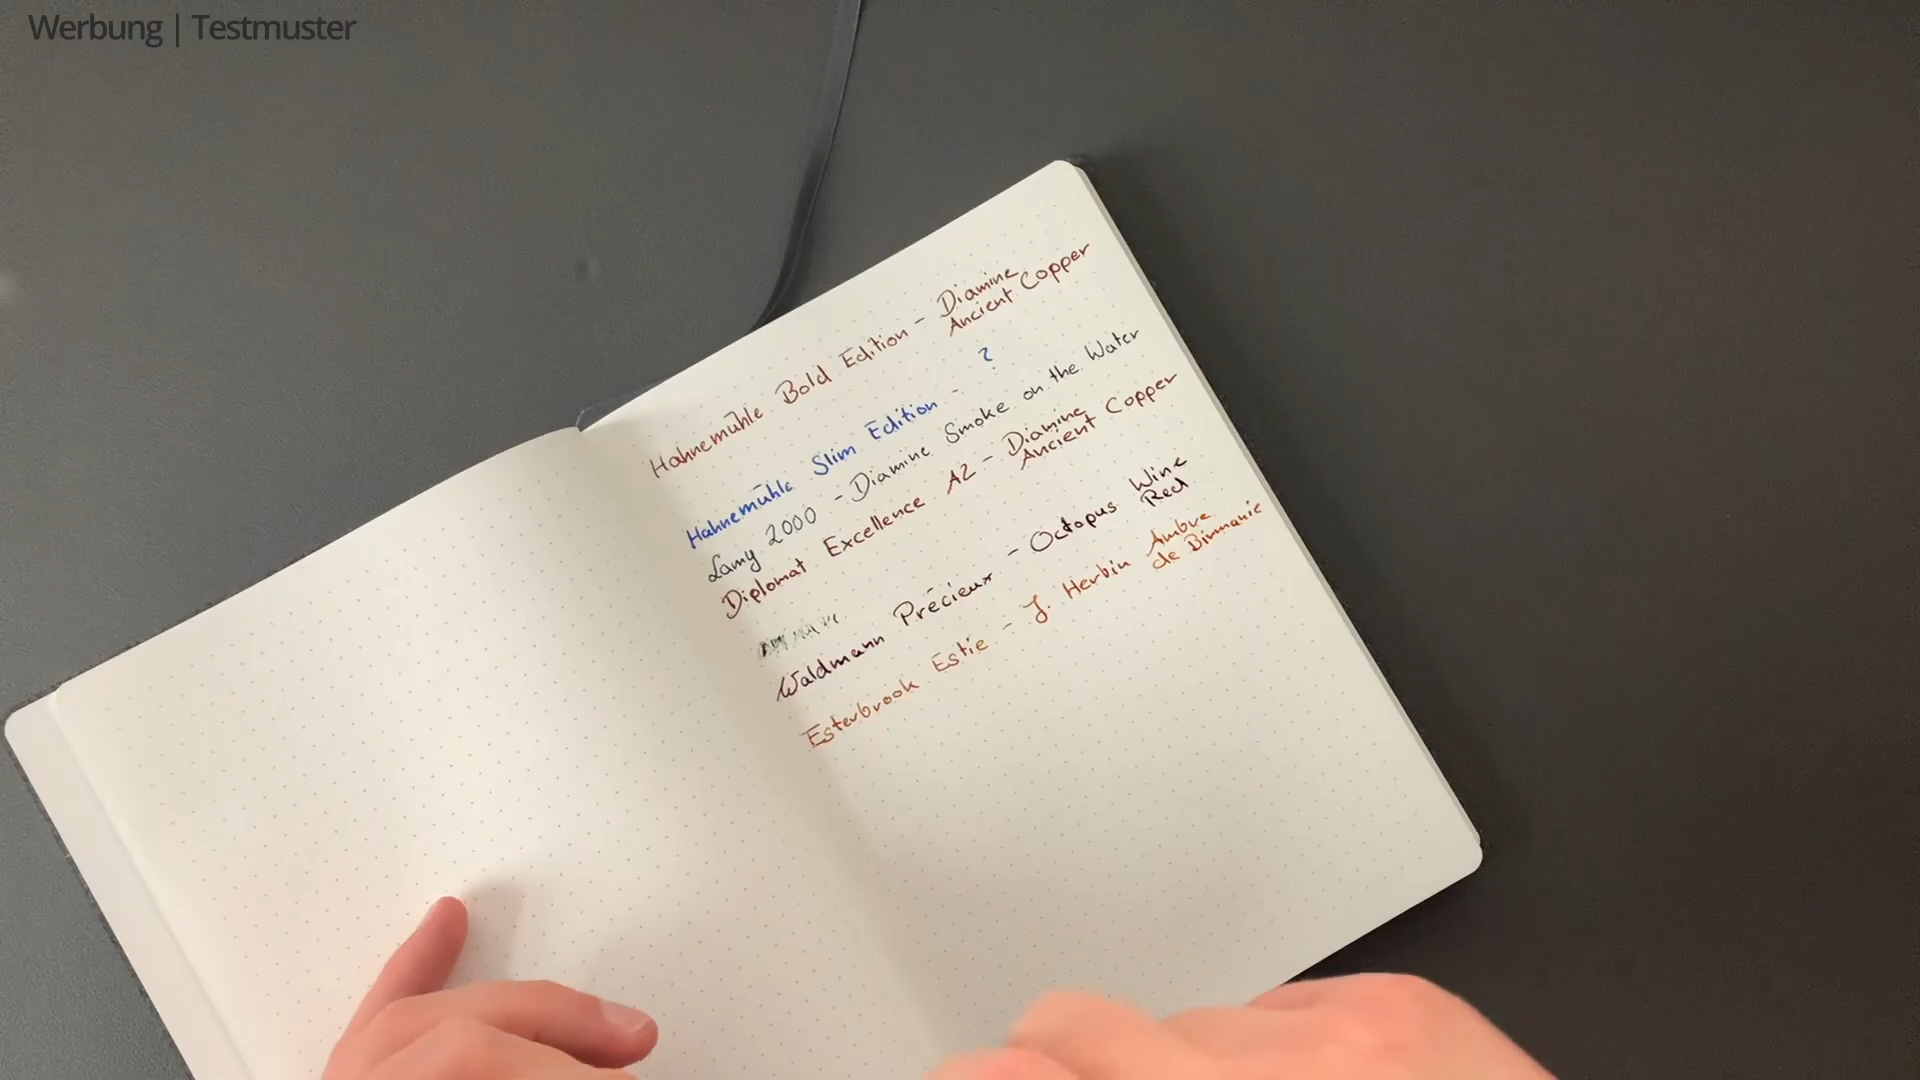 Werbung | Testmuster
Hahnemühle Bold Edition - Diamine
Ancient Copper
Hahnemühle Slim Edition - ?
Lamy 2000 - Diamine Smoke on the Water
Diplomat Excellence A2 - Diamine
Ancient Copper
Waldmann Précieux - Octopus Wine
Red
Esterbrook Estie - J. Herbin Ambre
de Birmanie